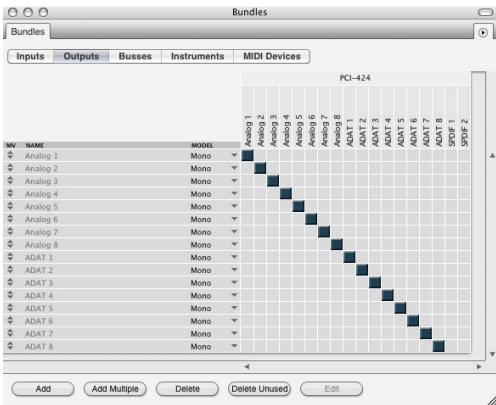 Bundles
Bundles
Inputs Outputs Busses Instruments MIDI Devices
PCI-424
Analog 1 Analog 2 Analog 3 Analog 4 Analog 5 Analog 6 Analog 7 Analog 8 ADAT 1 ADAT 2 ADAT 3 ADAT 4 ADAT 5 ADAT 6 ADAT 7 ADAT 8 SPDIF 1 SPDIF 2
MV NAME MODEL
Analog 1 Mono
Analog 2 Mono
Analog 3 Mono
Analog 4 Mono
Analog 5 Mono
Analog 6 Mono
Analog 7 Mono
Analog 8 Mono
ADAT 1 Mono
ADAT 2 Mono
ADAT 3 Mono
ADAT 4 Mono
ADAT 5 Mono
ADAT 6 Mono
ADAT 7 Mono
ADAT 8 Mono
Add Add Multiple Delete Delete Unused Edit